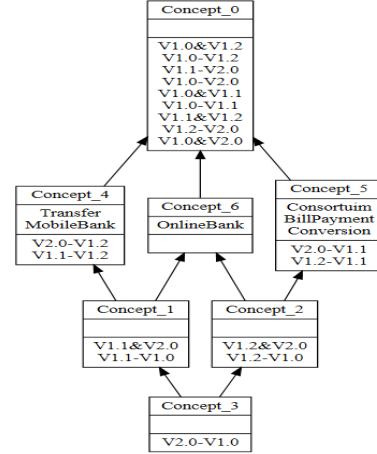 Concept_0
V1.0&V1.2
V1.0-V1.2
V1.1-V2.0
V1.0-V2.0
V1.0&V1.1
V1.0-V1.1
V1.1&V1.2
V1.2-V2.0
V1.0&V2.0
Concept_4
Transfer
MobileBank
V2.0-V1.2
V1.1-V1.2
Concept_6
OnlineBank
Concept_5
Consortuim
BillPayment
Conversion
V2.0-V1.1
V1.2-V1.1
Concept_1
V1.1&V2.0
V1.1-V1.0
Concept_2
V1.2&V2.0
V1.2-V1.0
Concept_3
V2.0-V1.0